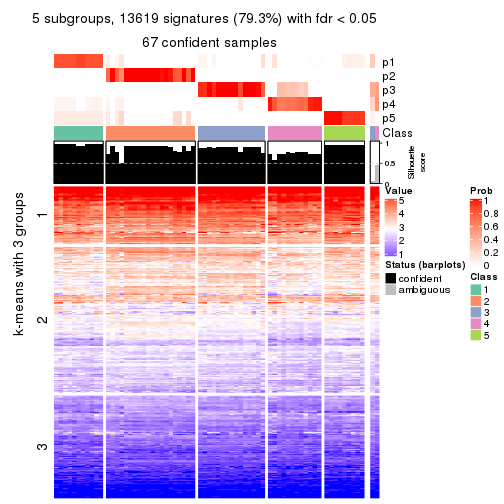 5 subgroups, 13619 signatures (79.3%) with fdr < 0.05
67 confident samples
p1
p2
p3
p4
p5
Class
1
0.5
0
Silhouette
score
k-means with 3 groups
1
2
3
Value
5
4
3
2
1
Status (barplots)
confident
ambiguous
Prob
1
0.8
0.6
0.4
0.2
0
Class
1
2
3
4
5